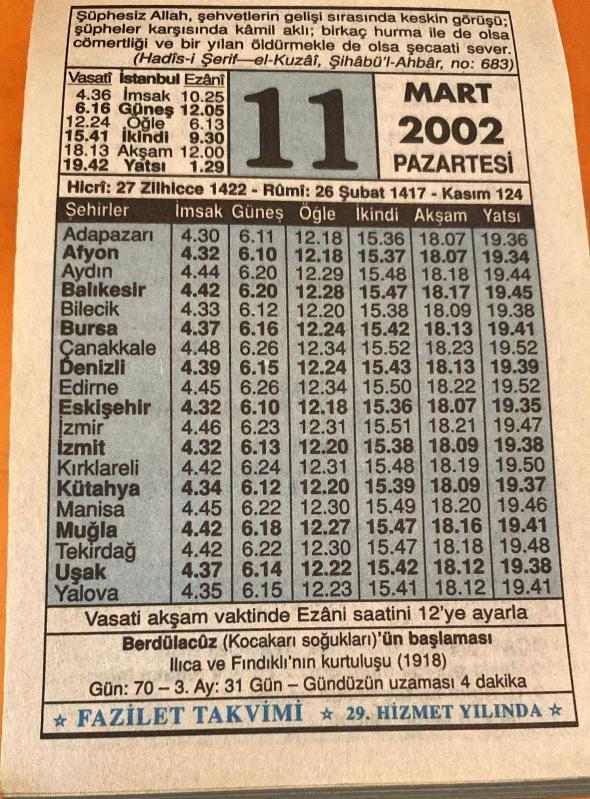 Şüphesiz Allah, şehvetlerin gelişi sırasında keskin görüşü;
şüpheler karşısında kâmil aklı; birkaç hurma ile de olsa
cömertliği ve bir yılan öldürmekle de olsa şecaati sever.
(Hadîs-i Şerif—el-Kuzâî, Şihâbü'l-Ahbâr, no: 683)
Vasatî İstanbul Ezânî
4.36 İmsak 10.25
6.16 Güneş 12.05
12.24 Öğle 6.13
15.41 İkindi 9.30
18.13 Akşam 12.00
19.42 Yatsı 1.29
11
MART
2002
PAZARTESİ
Hicrî: 27 Zilhicce 1422 - Rûmî: 26 Şubat 1417 - Kasım 124
Şehirler İmsak Güneş Öğle İkindi Akşam Yatsı
Adapazarı 4.30 6.11 12.18 15.36 18.07 19.36
Afyon 4.32 6.10 12.18 15.37 18.07 19.34
Aydın 4.44 6.20 12.29 15.48 18.18 19.44
Balıkesir 4.42 6.20 12.28 15.47 18.17 19.45
Bilecik 4.33 6.12 12.20 15.38 18.09 19.38
Bursa 4.37 6.16 12.24 15.42 18.13 19.41
Çanakkale 4.48 6.26 12.34 15.52 18.23 19.52
Denizli 4.39 6.15 12.24 15.43 18.13 19.39
Edirne 4.45 6.26 12.34 15.50 18.22 19.52
Eskişehir 4.32 6.10 12.18 15.36 18.07 19.35
İzmir 4.46 6.23 12.31 15.51 18.21 19.47
İzmit 4.32 6.13 12.20 15.38 18.09 19.38
Kırklareli 4.42 6.24 12.31 15.48 18.19 19.50
Kütahya 4.34 6.12 12.20 15.39 18.09 19.37
Manisa 4.45 6.22 12.30 15.49 18.20 19.46
Muğla 4.42 6.18 12.27 15.47 18.16 19.41
Tekirdağ 4.42 6.22 12.30 15.47 18.18 19.48
Uşak 4.37 6.14 12.22 15.42 18.12 19.38
Yalova 4.35 6.15 12.23 15.41 18.12 19.41
Vasati akşam vaktinde Ezâni saatini 12'ye ayarla
Berdülacûz (Kocakarı soğukları)'ün başlaması
Ilıca ve Fındıklı'nın kurtuluşu (1918)
Gün: 70 – 3. Ay: 31 Gün – Gündüzün uzaması 4 dakika
☆ FAZİLET TAKVİMİ ☆ 29. HİZMET YILINDA ☆